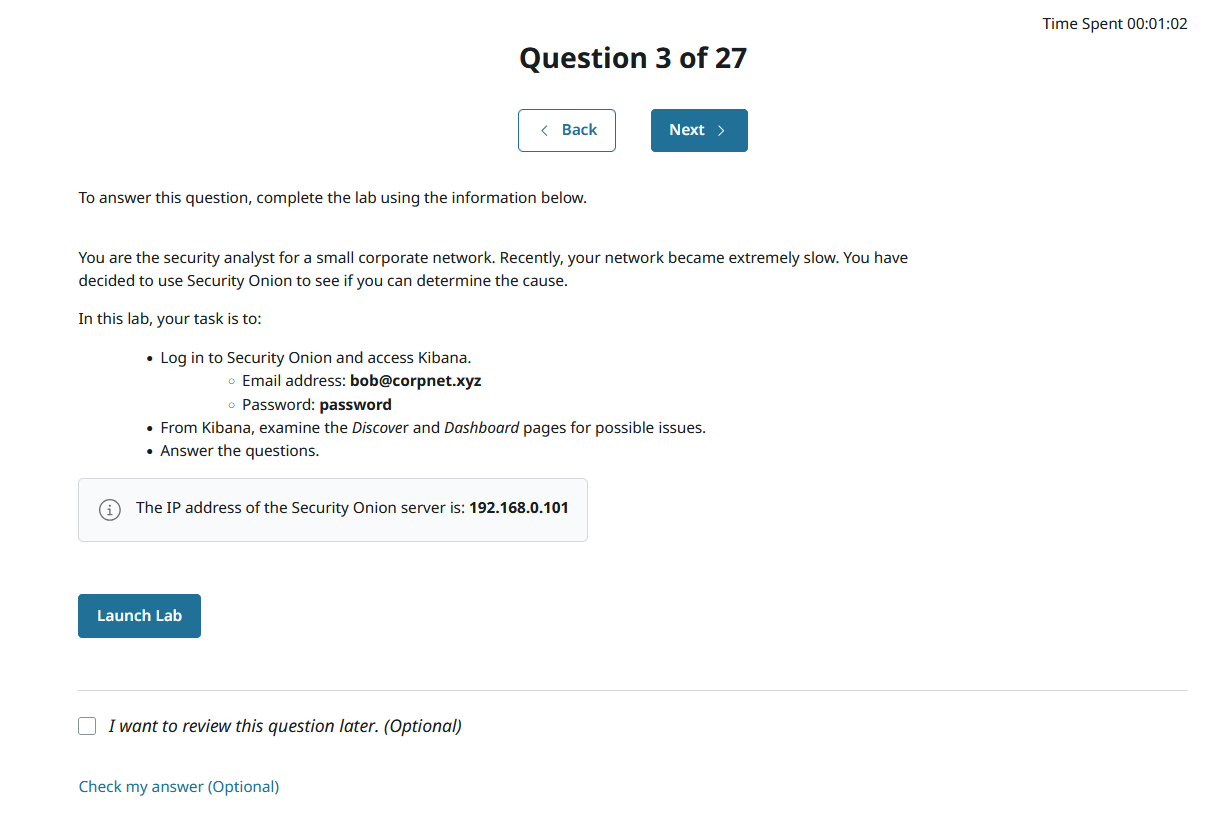 Time Spent 00:01:02
Question 3 of 27
Back
Next
To answer this question, complete the lab using the information below.
You are the security analyst for a small corporate network. Recently, your network became extremely slow. You have
decided to use Security Onion to see if you can determine the cause.
In this lab, your task is to:
• Log in to Security Onion and access Kibana.
○ Email address: bob@corpnet.xyz
○ Password: password
• From Kibana, examine the Discover and Dashboard pages for possible issues.
• Answer the questions.
The IP address of the Security Onion server is: 192.168.0.101
Launch Lab
I want to review this question later. (Optional)
Check my answer (Optional)